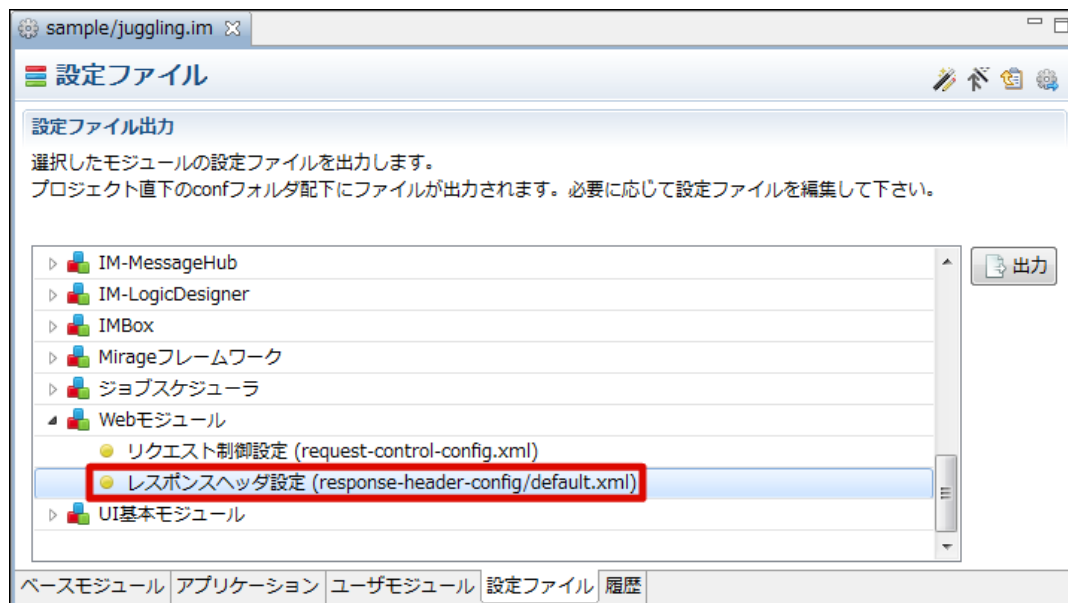 sample/juggling.im
設定ファイル
設定ファイル出力
選択したモジュールの設定ファイルを出力します。
プロジェクト直下のconfフォルダ配下にファイルが出力されます。必要に応じて設定ファイルを編集して下さい。
IM-MessageHub
出力
IM-LogicDesigner
IMBox
Mirageフレームワーク
ジョブスケジューラ
Webモジュール
リクエスト制御設定 (request-control-config.xml)
レスポンスヘッダ設定 (response-header-config/default.xml)
UI基本モジュール
ベースモジュール アプリケーション ユーザモジュール 設定ファイル 履歴